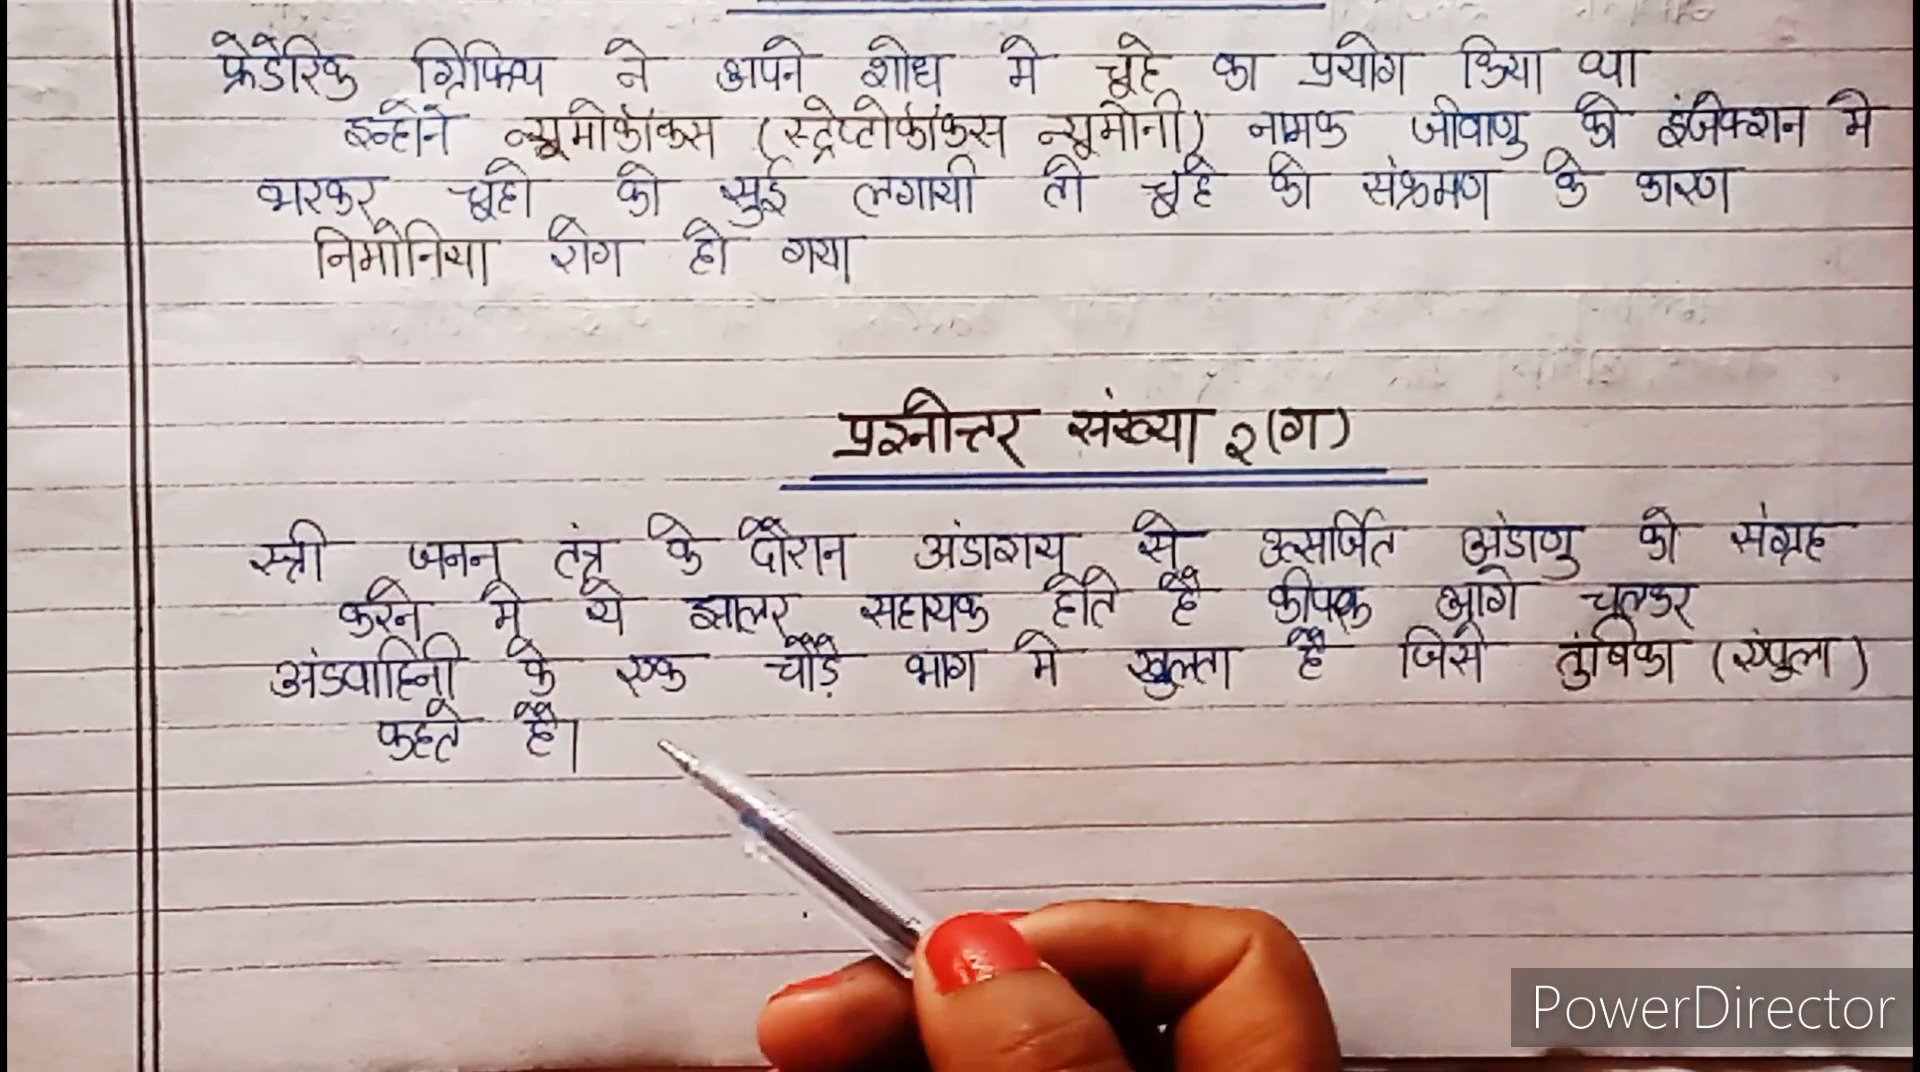 फ्रेडेरिक ग्रिफिथ ने अपने शोध मे चूहे का प्रयोग किया था
इन्होने न्यूमोकॉकस (स्ट्रेप्टोकॉकस न्यूमोनी) नामक जीवाणु को इंजेक्शन मे
भरकर चूहो को सुई लगायी तो चूहे को संक्रमण के कारण
निमोनिया रोग हो गया
प्रश्नोत्तर संख्या २(ग)
स्त्री जनन तंत्र के दौरान अंडाशय से उत्सर्जित अंडाणु को संग्रह
करने मे ये झालर सहायक होते है कीपक आगे चलकर
अंडवाहिनी के एक चौड़े भाग मे खुलता है जिसे तुंबिका (एंपुला)
कहते है।
PowerDirector